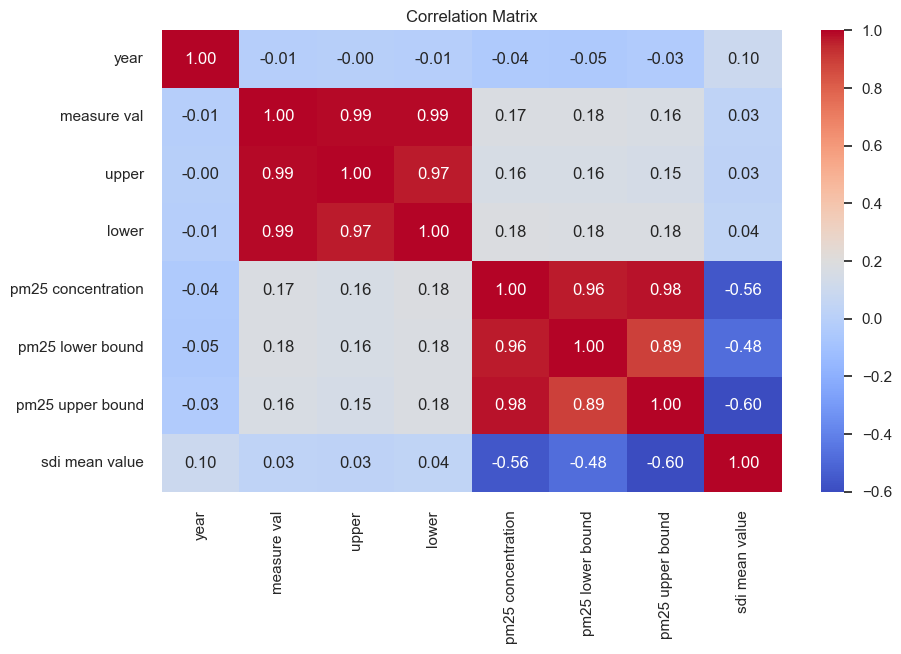 Correlation Matrix
year 1.00 -0.01 -0.00 -0.01 -0.04 -0.05 -0.03 0.10
measure val -0.01 1.00 0.99 0.99 0.17 0.18 0.16 0.03
upper -0.00 0.99 1.00 0.97 0.16 0.16 0.15 0.03
lower -0.01 0.99 0.97 1.00 0.18 0.18 0.18 0.04
pm25 concentration -0.04 0.17 0.16 0.18 1.00 0.96 0.98 -0.56
pm25 lower bound -0.05 0.18 0.16 0.18 0.96 1.00 0.89 -0.48
pm25 upper bound -0.03 0.16 0.15 0.18 0.98 0.89 1.00 -0.60
sdi mean value 0.10 0.03 0.03 0.04 -0.56 -0.48 -0.60 1.00
year
measure val
upper
lower
pm25 concentration
pm25 lower bound
pm25 upper bound
sdi mean value
1.0
0.8
0.6
0.4
0.2
0.0
−0.2
−0.4
−0.6